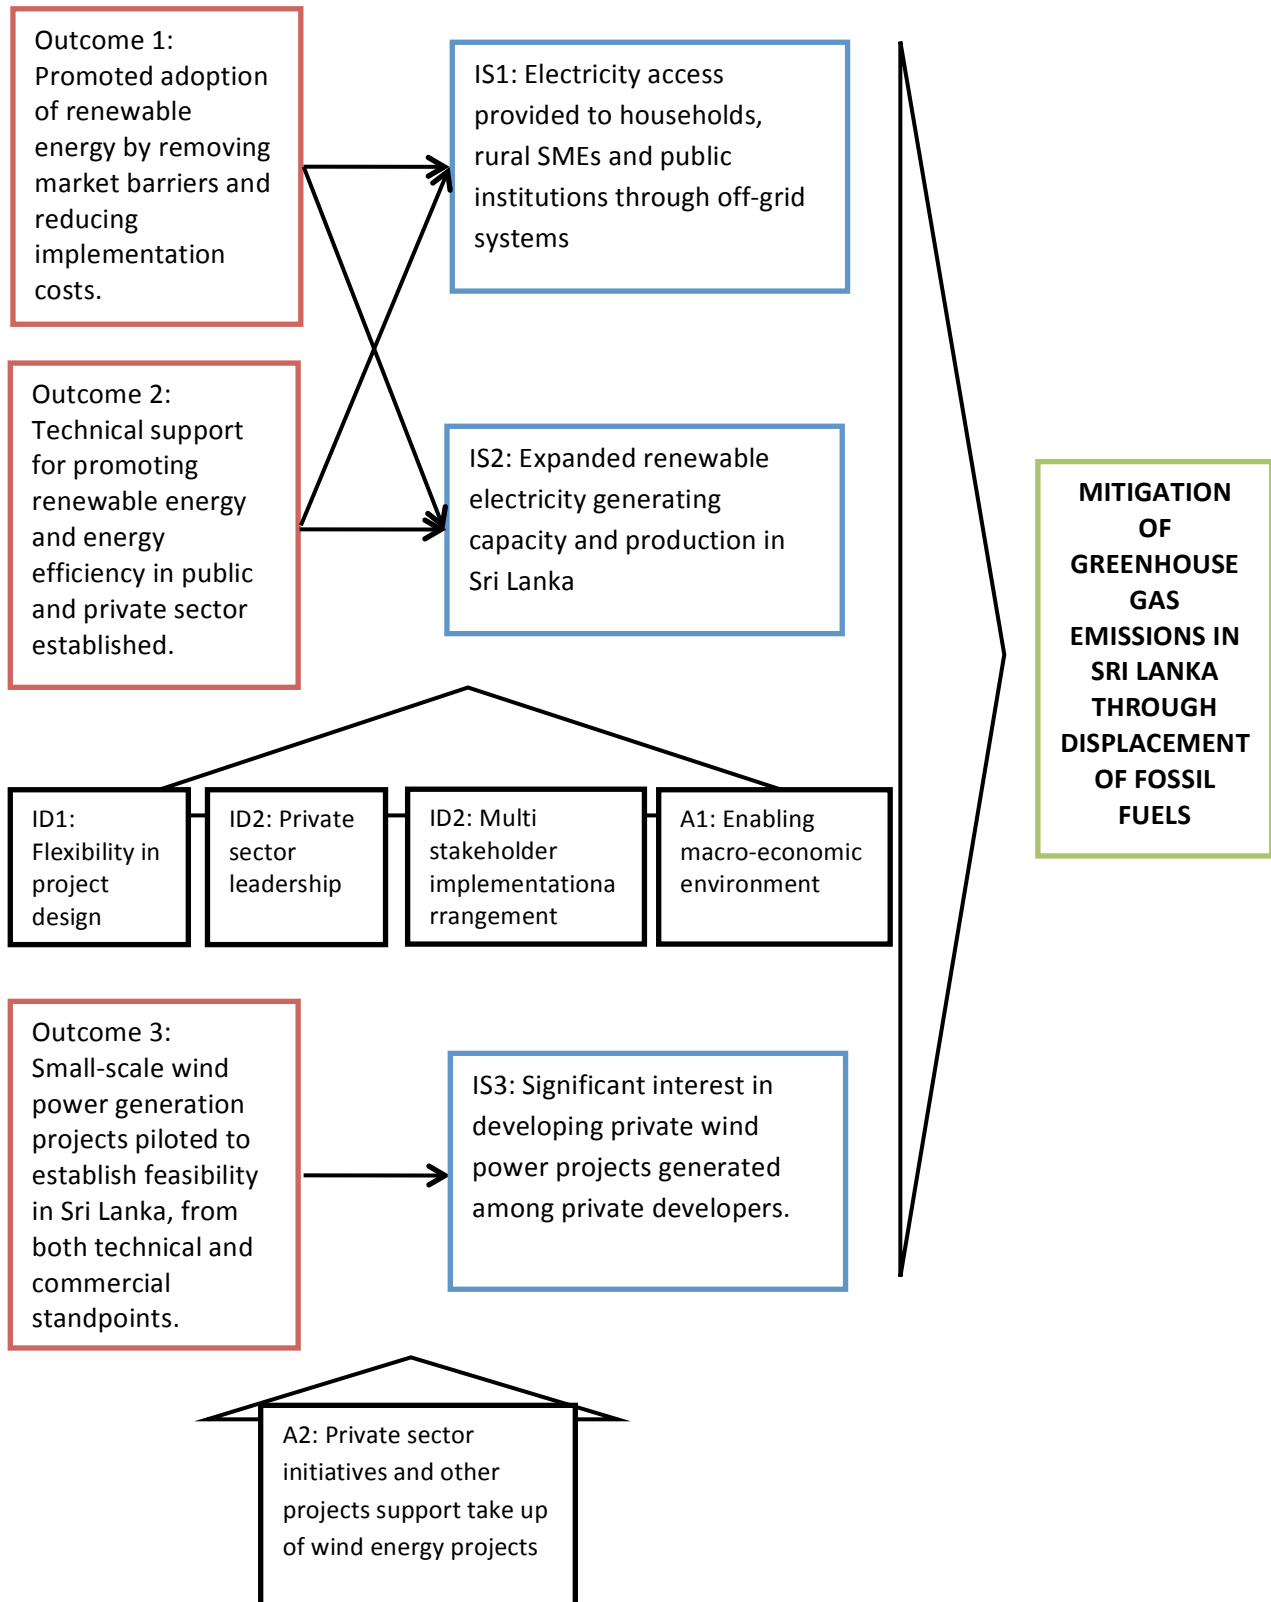 Outcome 1:
Promoted adoption
of renewable
energy by removing
market barriers and
reducing
implementation
costs.
IS1: Electricity access
provided to households,
rural SMEs and public
institutions through off-grid
systems
Outcome 2:
Technical support
for promoting
renewable energy
and energy
efficiency in public
and private sector
established.
IS2: Expanded renewable
electricity generating
capacity and production in
Sri Lanka
MITIGATION
OF
GREENHOUSE
GAS
EMISSIONS IN
SRI LANKA
THROUGH
DISPLACEMENT
OF FOSSIL
FUELS
ID1:
Flexibility in
project
design
ID2: Private
sector
leadership
ID2: Multi
stakeholder
implementationa
rrangement
A1: Enabling
macro-economic
environment
Outcome 3:
Small-scale wind
power generation
projects piloted to
establish feasibility
in Sri Lanka, from
both technical and
commercial
standpoints.
IS3: Significant interest in
developing private wind
power projects generated
among private developers.
A2: Private sector
initiatives and other
projects support take up
of wind energy projects